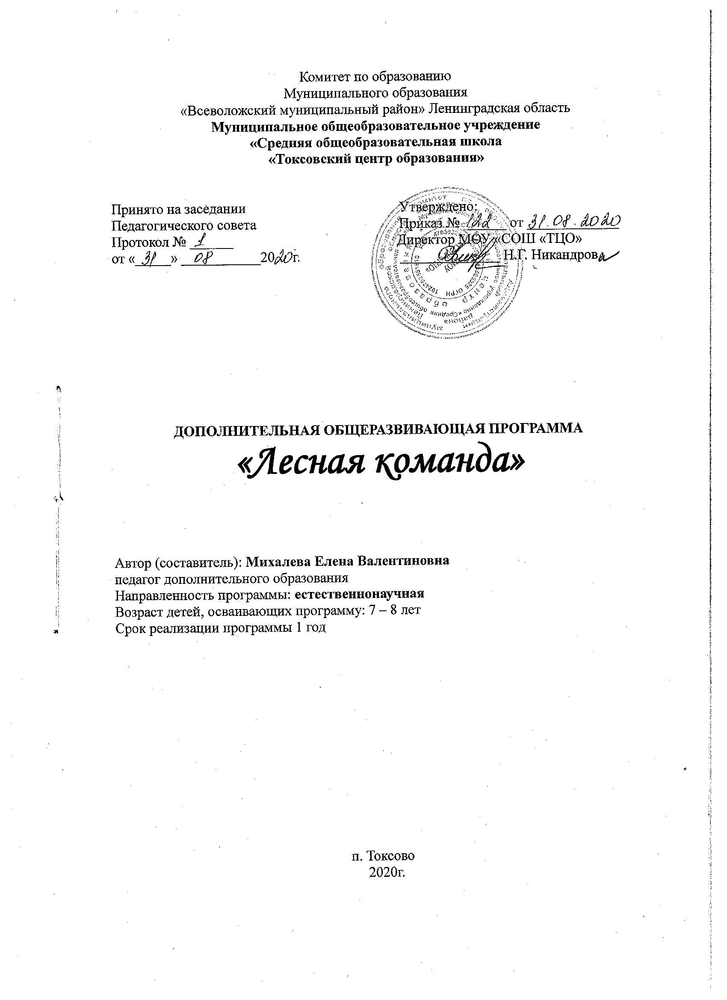 Комитет по образованию
Муниципального образования
«Всеволожский муниципальный район» Ленинградская область
Муниципальное общеобразовательное учреждение
«Средняя общеобразовательная школа
«Токсовский центр образования»
Принято на заседании
Педагогического совета
Протокол № 1
от « 31 » 08 2020г.
Утверждено:
Приказ № 122 от 31.08.2020
Директор МОУ «СОШ «ТЦО»
Н.Г. Никандрова
ДОПОЛНИТЕЛЬНАЯ ОБЩЕРАЗВИВАЮЩАЯ ПРОГРАММА
«Лесная команда»
Автор (составитель): Михалева Елена Валентиновна
педагог дополнительного образования
Направленность программы: естественнонаучная
Возраст детей, осваивающих программу: 7 – 8 лет
Срок реализации программы 1 год
п. Токсово
2020г.